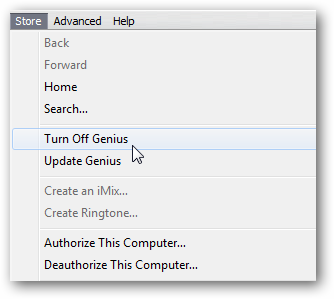 Store Advanced Help
Back
Forward
Home
Search...
Turn Off Genius
Update Genius
Create an iMix...
Create Ringtone...
Authorize This Computer...
Deauthorize This Computer...